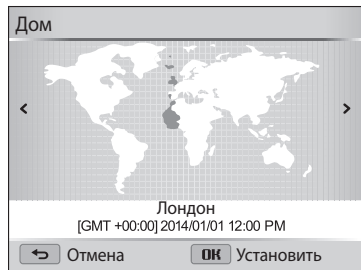 Дом
Лондон
[GMT +00:00] 2014/01/01 12:00 PM
Отмена
OK Установить